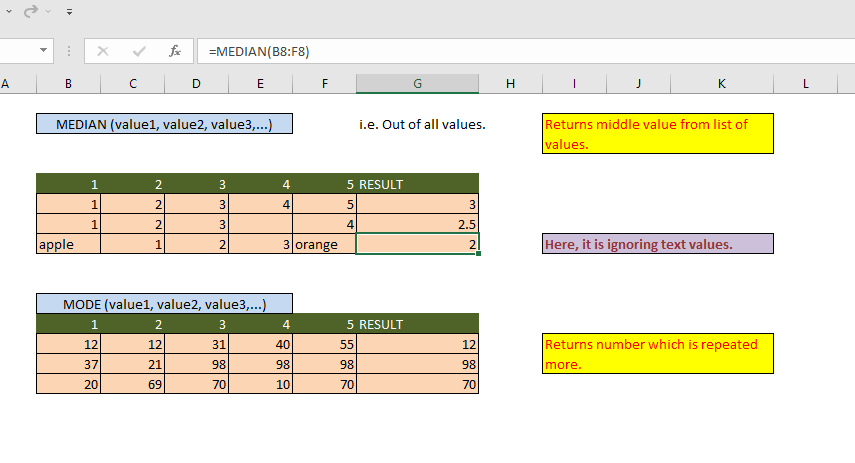 fx =MEDIAN(B8:F8)
A B C D E F G H I J K L
MEDIAN (value1, value2, value3,...) i.e. Out of all values. Returns middle value from list of
values.
1 2 3 4 5 RESULT
1 2 3 4 5 3
1 2 3 4 2.5
apple 1 2 3 orange 2 Here, it is ignoring text values.
MODE (value1, value2, value3,...)
1 2 3 4 5 RESULT
12 12 31 40 55 12 Returns number which is repeated
37 21 98 98 98 98 more.
20 69 70 10 70 70